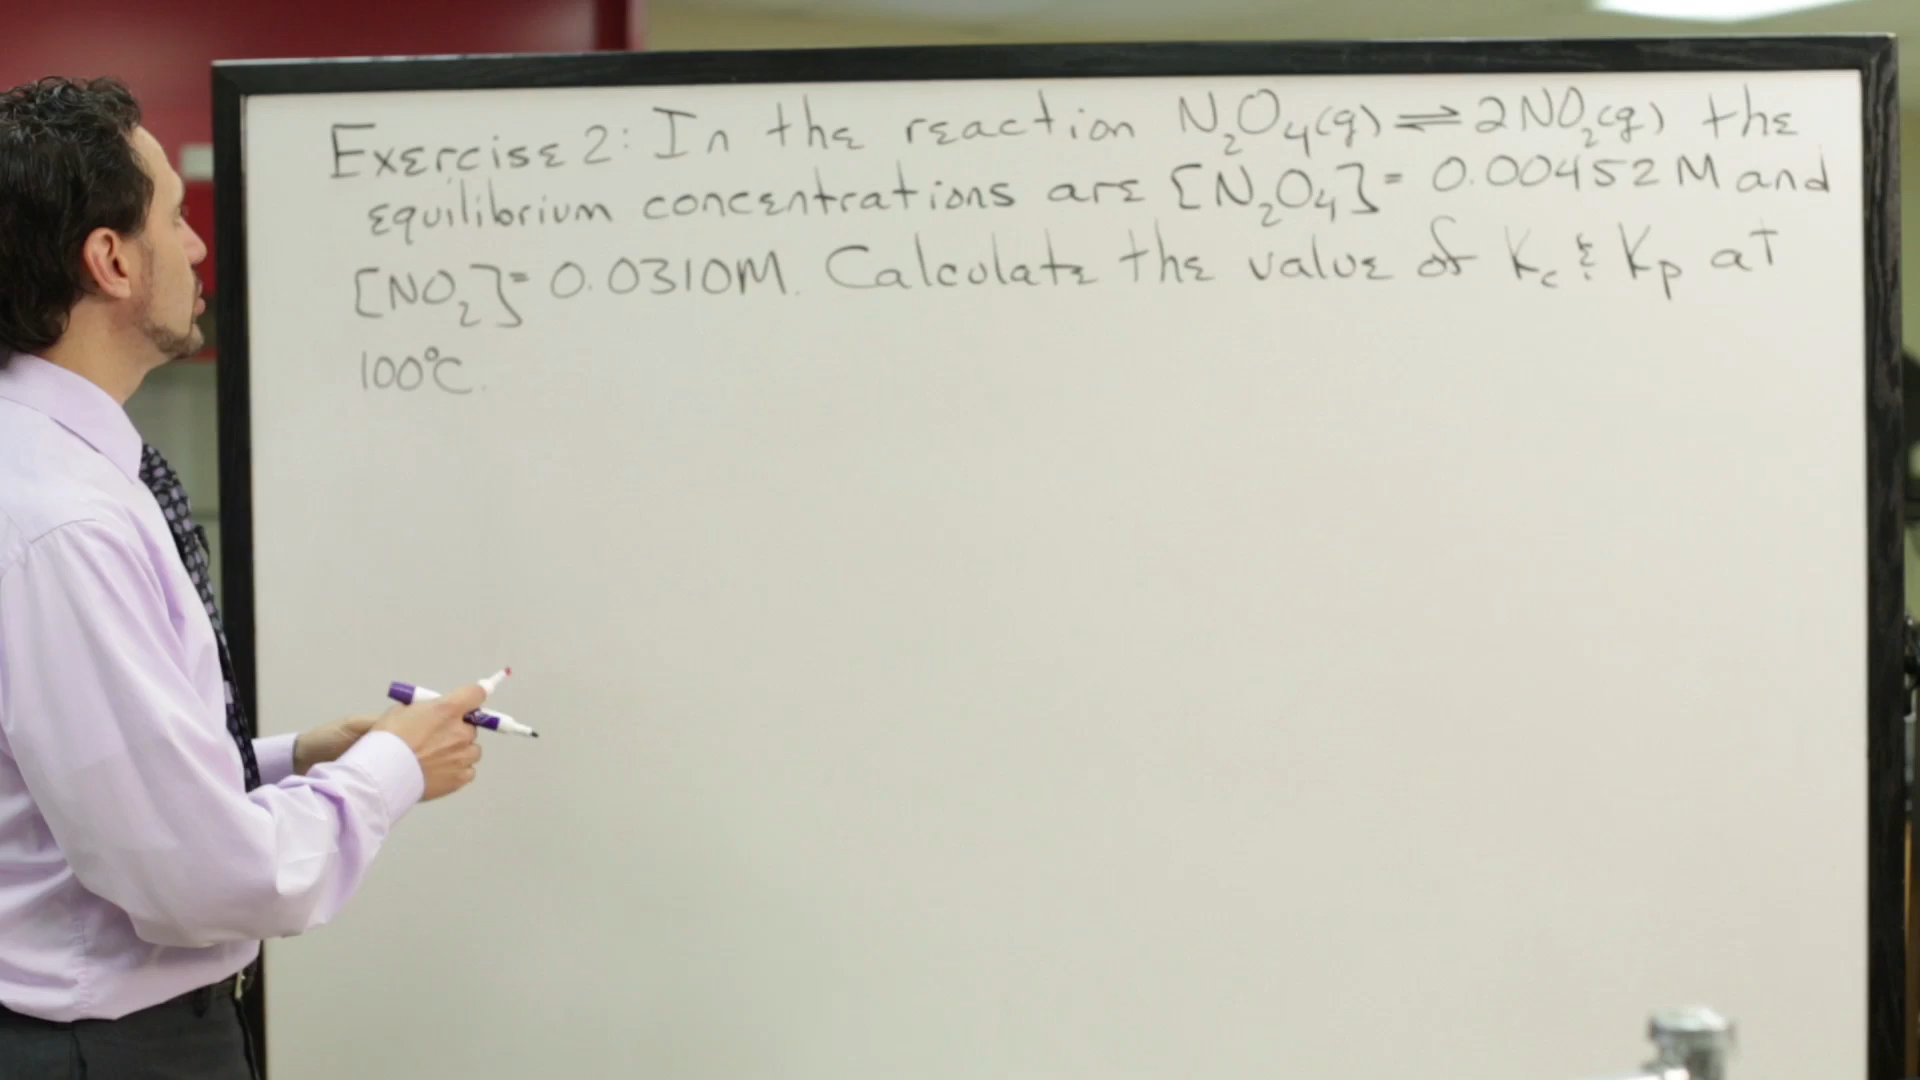 Exercise 2: In the reaction N₂O₄(g) ⇌ 2NO₂(g) the
equilibrium concentrations are [N₂O₄] = 0.00452 M and
[NO₂] = 0.0310M. Calculate the value of Kc & Kp at
100°C.